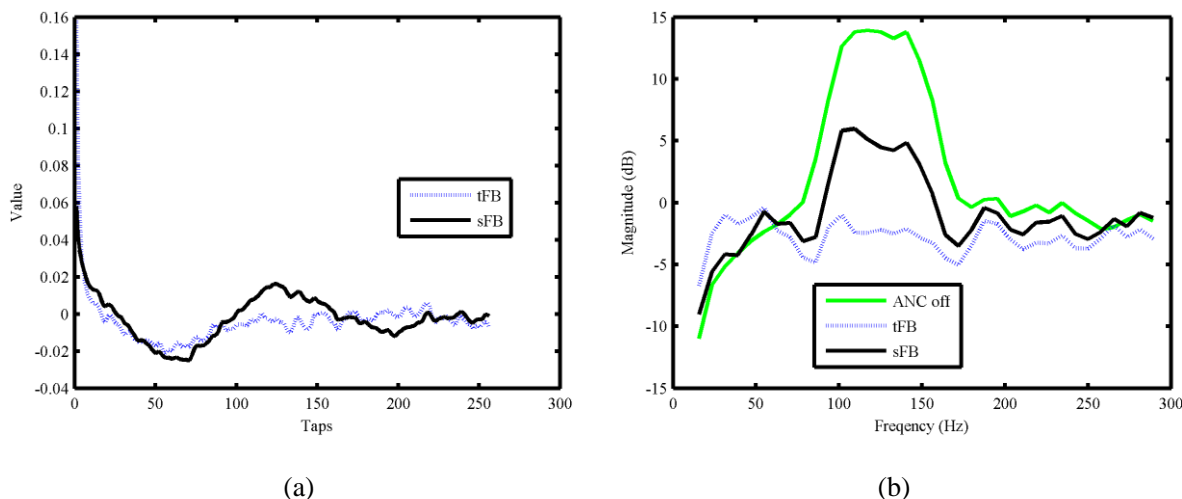 0.16
0.14
0.12
0.1
0.08
0.06
0.04
0.02
0
-0.02
-0.04
Value
0 50 100 150 200 250 300
Taps
tFB
sFB
(a)
15
10
5
0
-5
-10
-15
Magnitude (dB)
0 50 100 150 200 250 300
Freqency (Hz)
ANC off
tFB
sFB
(b)